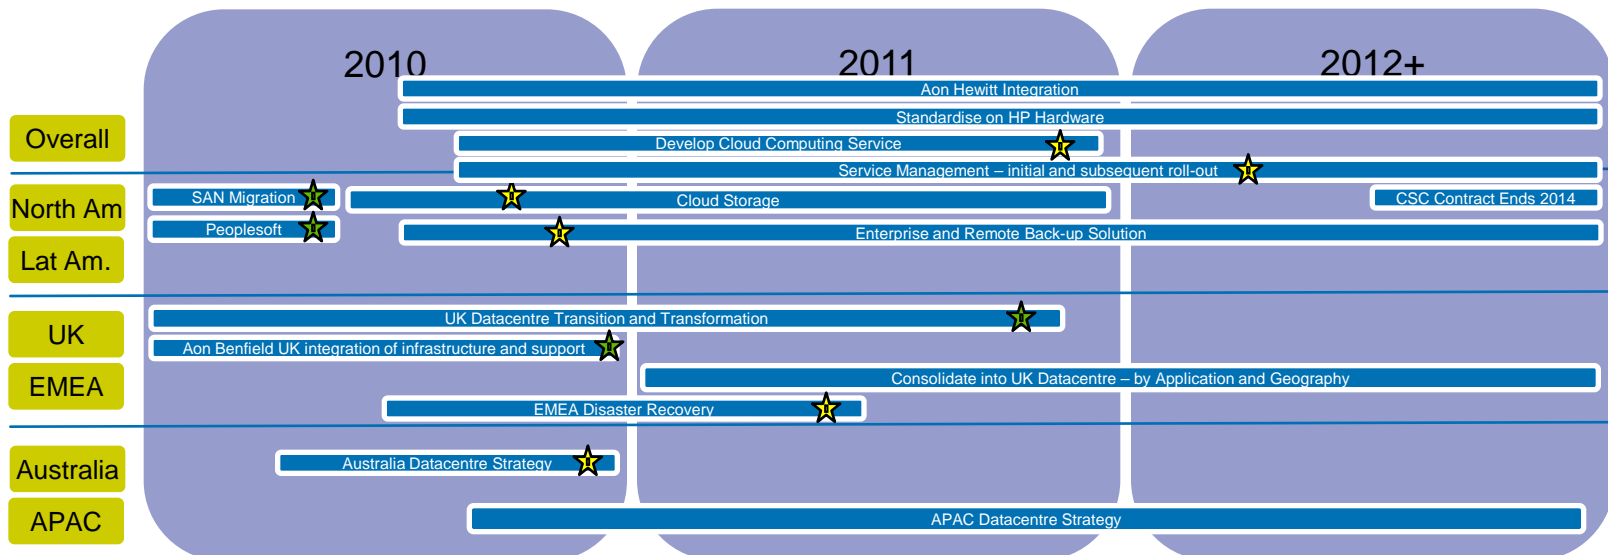 2010
2011
2012+
Aon Hewitt Integration
Standardise on HP Hardware
Overall
Develop Cloud Computing Service
Service Management – initial and subsequent roll-out
North Am
SAN Migration
Cloud Storage
CSC Contract Ends 2014
Peoplesoft
Enterprise and Remote Back-up Solution
Lat Am.
UK
UK Datacentre Transition and Transformation
Aon Benfield UK integration of infrastructure and support
EMEA
Consolidate into UK Datacentre – by Application and Geography
EMEA Disaster Recovery
Australia
Australia Datacentre Strategy
APAC
APAC Datacentre Strategy